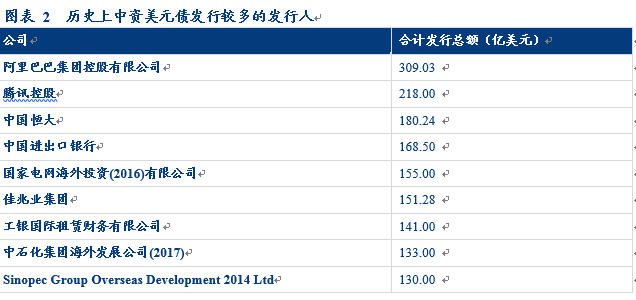 图表 2 历史上中资美元债发行较多的发行人
公司 合计发行总额（亿美元）
阿里巴巴集团控股有限公司 309.03
腾讯控股 218.00
中国恒大 180.24
中国进出口银行 168.50
国家电网海外投资(2016)有限公司 155.00
佳兆业集团 151.28
工银国际租赁财务有限公司 141.00
中石化集团海外发展公司(2017) 133.00
Sinopec Group Overseas Development 2014 Ltd 130.00